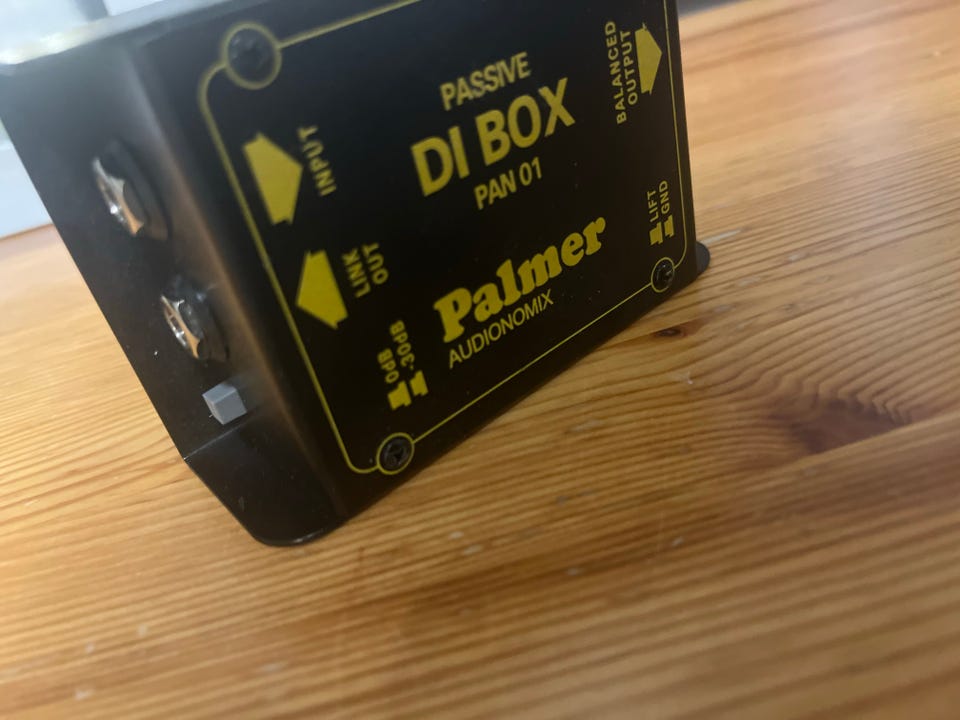 PASSIVE
DI BOX
PAN 01
Palmer
AUDIONOMIX
INPUT
LINK
OUT
0dB
-30dB
BALANCED
OUTPUT
LIFT
GND